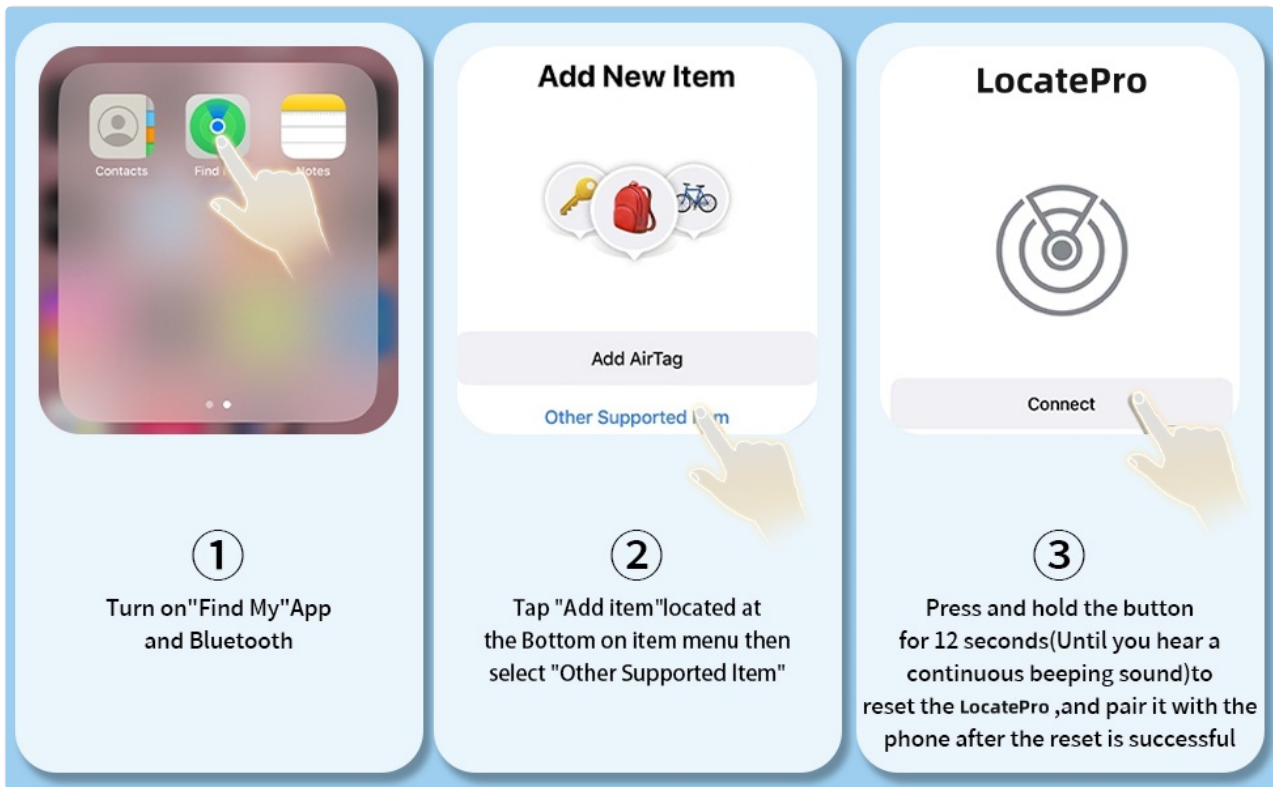 Contacts
Find
Notes
1
Turn on"Find My"App
and Bluetooth
Add New Item
Add AirTag
Other Supported
2
Tap "Add item"located at
the Bottom on item menu then
select "Other Supported Item"
LocatePro
Connect
3
Press and hold the button
for 12 seconds(Until you hear a
continuous beeping sound)to
reset the LocatePro ,and pair it with the
phone after the reset is successful